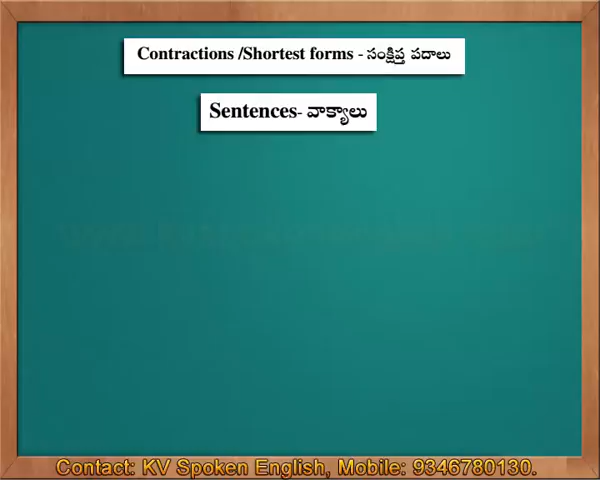 Contractions /Shortest forms - సంక్షిప్త పదాలు
Sentences- వాక్యాలు
Contact: KV Spoken English, Mobile: 9346780130.